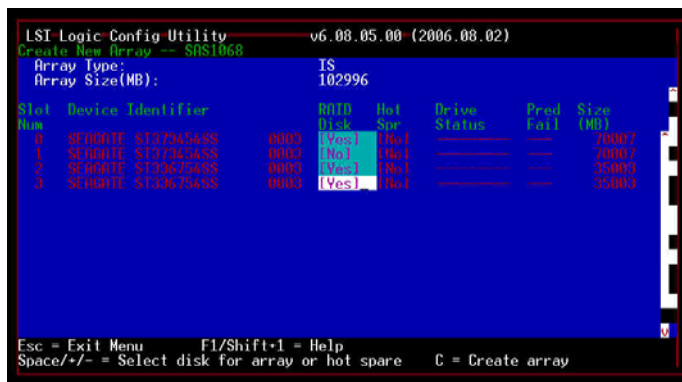 LSI Logic Config Utility v6.08.05.00 (2006.08.02)
Create New Array -- SAS1068
Array Type: IS
Array Size(MB): 102996
Slot Device Identifier RAID Hot Drive Pred Size
Num Disk Spr Status Fail (MB)
0 SEAGATE 0003 [Yes] [No] ---------- ---- 70007
1 SEAGATE 0003 [No] [No] ---------- ---- 70007
2 SEAGATE 0003 [Yes] [No] ---------- ---- 35003
3 SEAGATE 0003 [Yes] [No] ---------- ---- 35003
Esc = Exit Menu F1/Shift+1 = Help
Space/+/- = Select disk for array or hot spare C = Create array